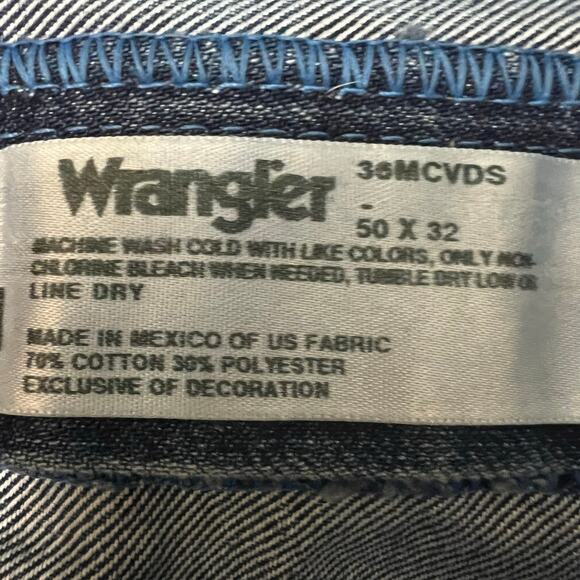 Wrangler
36MCVDS
-
50 X 32
MACHINE WASH COLD WITH LIKE COLORS, ONLY NON-
CHLORINE BLEACH WHEN NEEDED, TUMBLE DRY LOW OR
LINE DRY
MADE IN MEXICO OF US FABRIC
70% COTTON 30% POLYESTER
EXCLUSIVE OF DECORATION